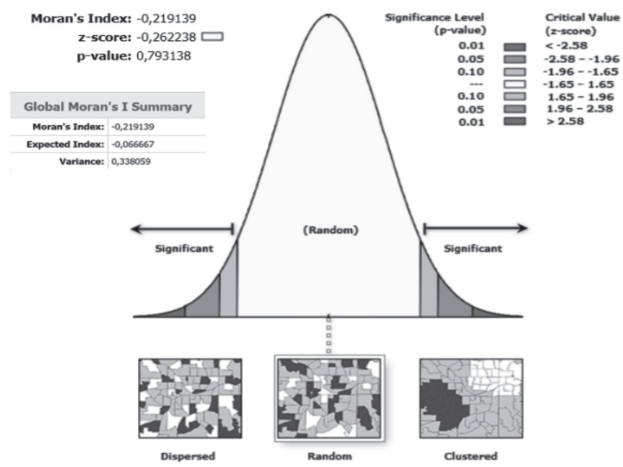 Moran's Index: -0,219139
z-score: -0,262238
p-value: 0,793138
Global Moran's I Summary
Moran's Index: -0,219139
Expected Index: -0,066667
Variance: 0,338059
Significance Level
(p-value)
Critical Value
(z-score)
0.01 < -2.58
0.05 -2.58 – -1.96
0.10 -1.96 – -1.65
--- -1.65 – 1.65
0.10 1.65 – 1.96
0.05 1.96 – 2.58
0.01 > 2.58
Significant
(Random)
Significant
Dispersed
Random
Clustered